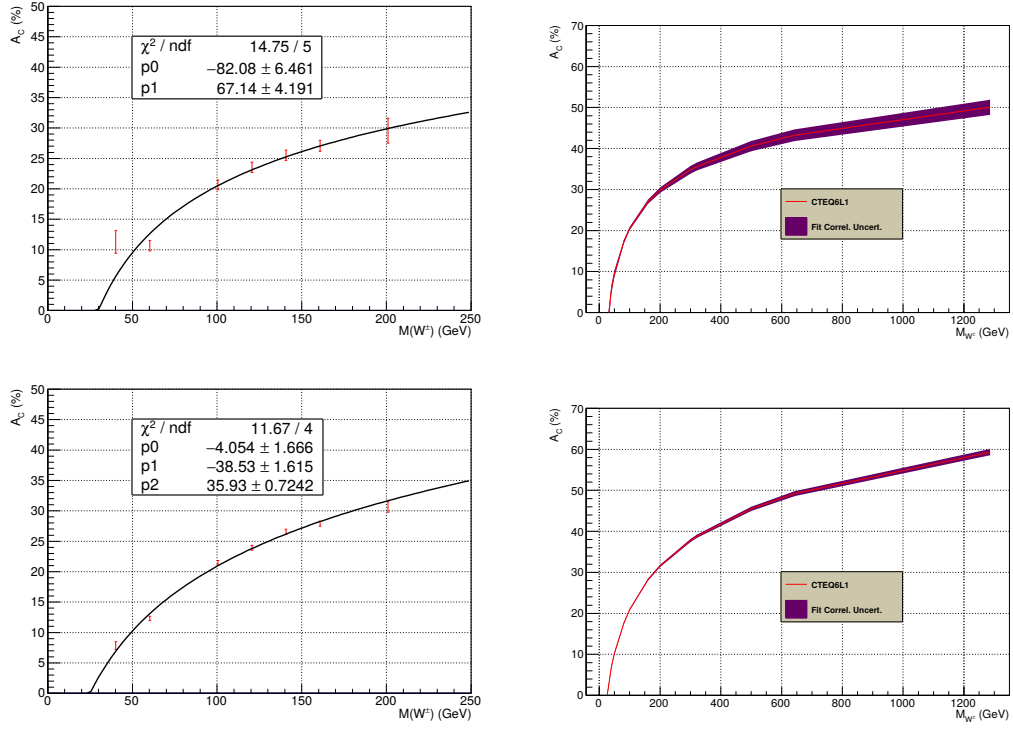 A_C (%)
50
45
40
35
30
25
20
15
10
5
0
χ² / ndf 14.75 / 5
p0 −82.08 ± 6.461
p1 67.14 ± 4.191
0 50 100 150 200 250
M(W±) (GeV)
A_C (%)
70
60
50
40
30
20
10
0
CTEQ6L1
Fit Correl. Uncert.
0 200 400 600 800 1000 1200
M_W± (GeV)
A_C (%)
50
45
40
35
30
25
20
15
10
5
0
χ² / ndf 11.67 / 4
p0 −4.054 ± 1.666
p1 −38.53 ± 1.615
p2 35.93 ± 0.7242
0 50 100 150 200 250
M(W±) (GeV)
A_C (%)
70
60
50
40
30
20
10
0
CTEQ6L1
Fit Correl. Uncert.
0 200 400 600 800 1000 1200
M_W± (GeV)